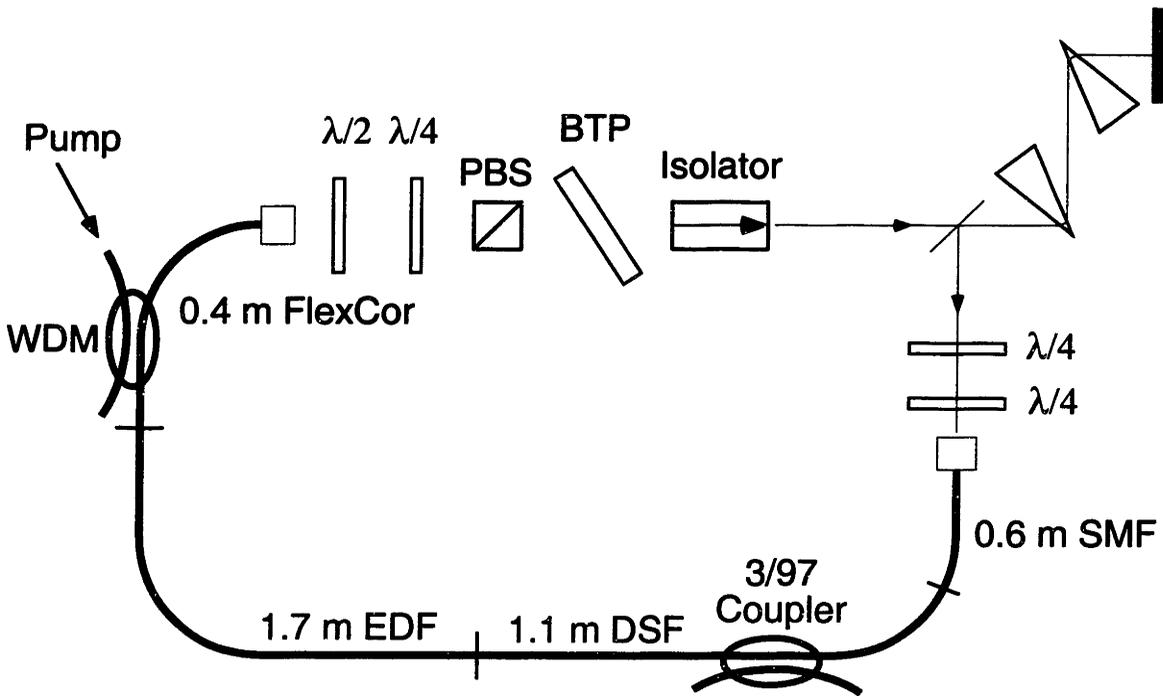 Pump
λ/2
λ/4
PBS
BTP
Isolator
WDM
0.4 m FlexCor
λ/4
λ/4
0.6 m SMF
3/97
Coupler
1.7 m EDF
1.1 m DSF